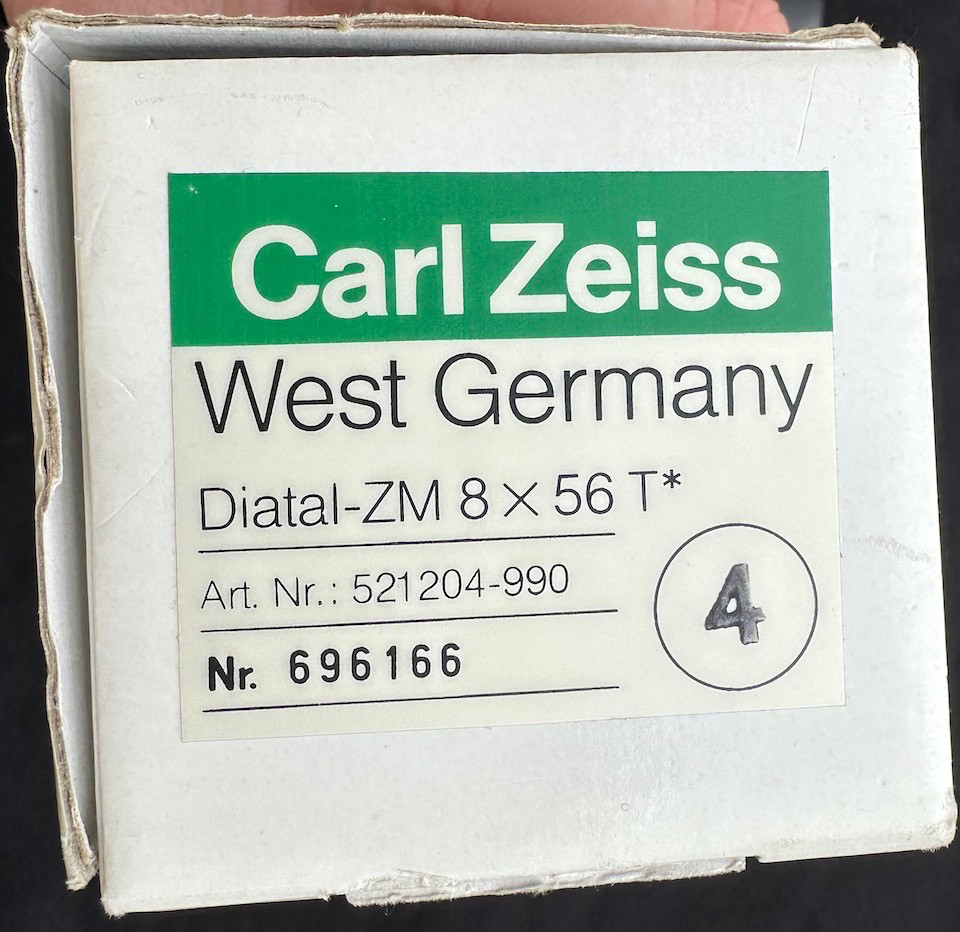 Carl Zeiss
West Germany
Diatal-ZM 8 × 56 T*
Art. Nr.: 521204-990
4
Nr. 696166